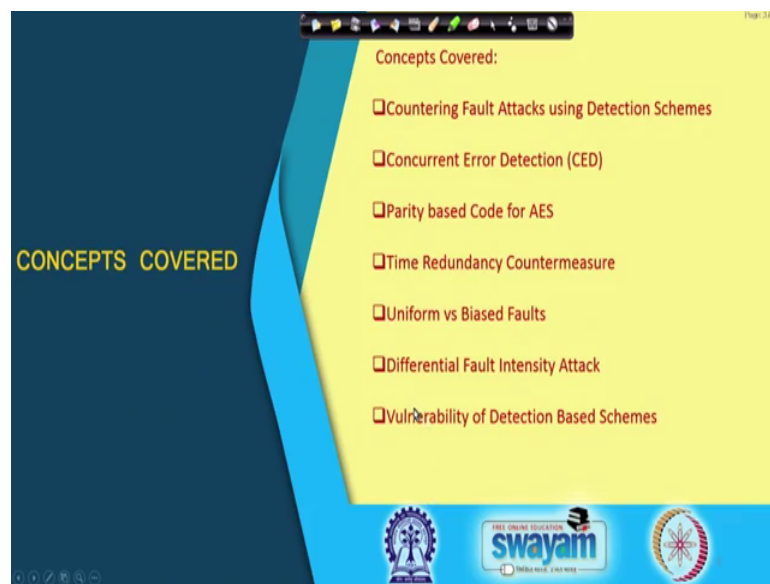 Concepts Covered:
❑Countering Fault Attacks using Detection Schemes
❑Concurrent Error Detection (CED)
❑Parity based Code for AES
CONCEPTS COVERED
❑Time Redundancy Countermeasure
❑Uniform vs Biased Faults
❑Differential Fault Intensity Attack
❑Vulnerability of Detection Based Schemes
FREE ONLINE EDUCATION
swayam